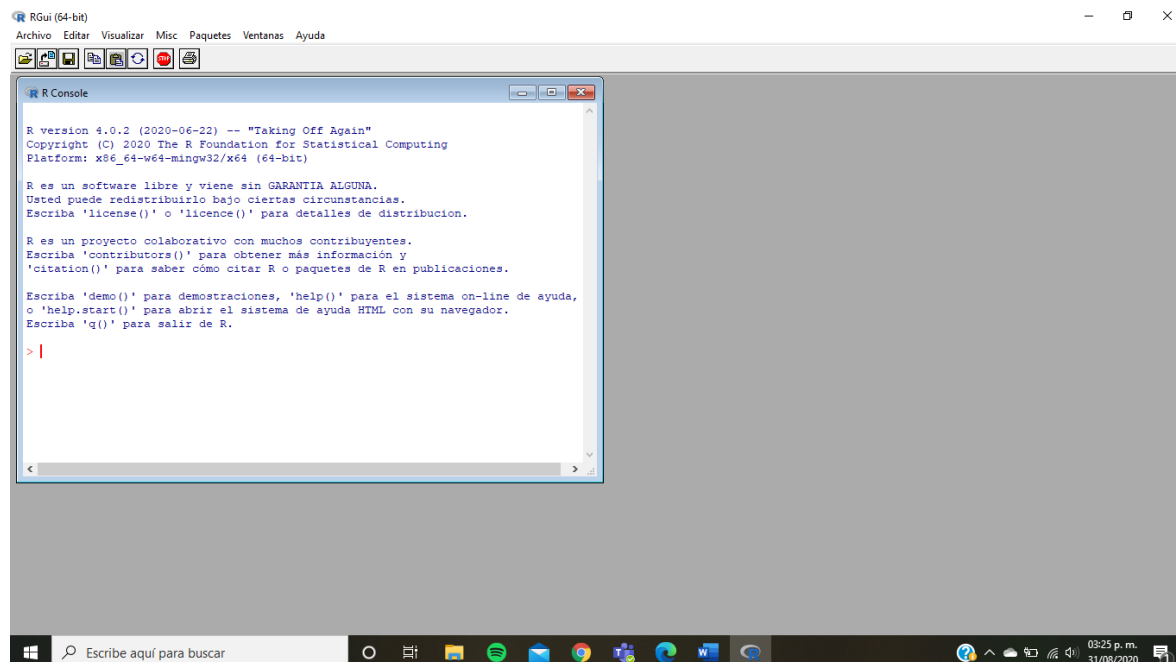 RGui (64-bit)
Archivo Editar Visualizar Misc Paquetes Ventanas Ayuda
STOP
R Console
R version 4.0.2 (2020-06-22) -- "Taking Off Again"
Copyright (C) 2020 The R Foundation for Statistical Computing
Platform: x86_64-w64-mingw32/x64 (64-bit)
R es un software libre y viene sin GARANTIA ALGUNA.
Usted puede redistribuirlo bajo ciertas circunstancias.
Escriba 'license()' o 'licence()' para detalles de distribucion.
R es un proyecto colaborativo con muchos contribuyentes.
Escriba 'contributors()' para obtener más información y
'citation()' para saber cómo citar R o paquetes de R en publicaciones.
Escriba 'demo()' para demostraciones, 'help()' para el sistema on-line de ayuda,
o 'help.start()' para abrir el sistema de ayuda HTML con su navegador.
Escriba 'q()' para salir de R.
>
Escribe aquí para buscar
03:25 p. m.
31/08/2020